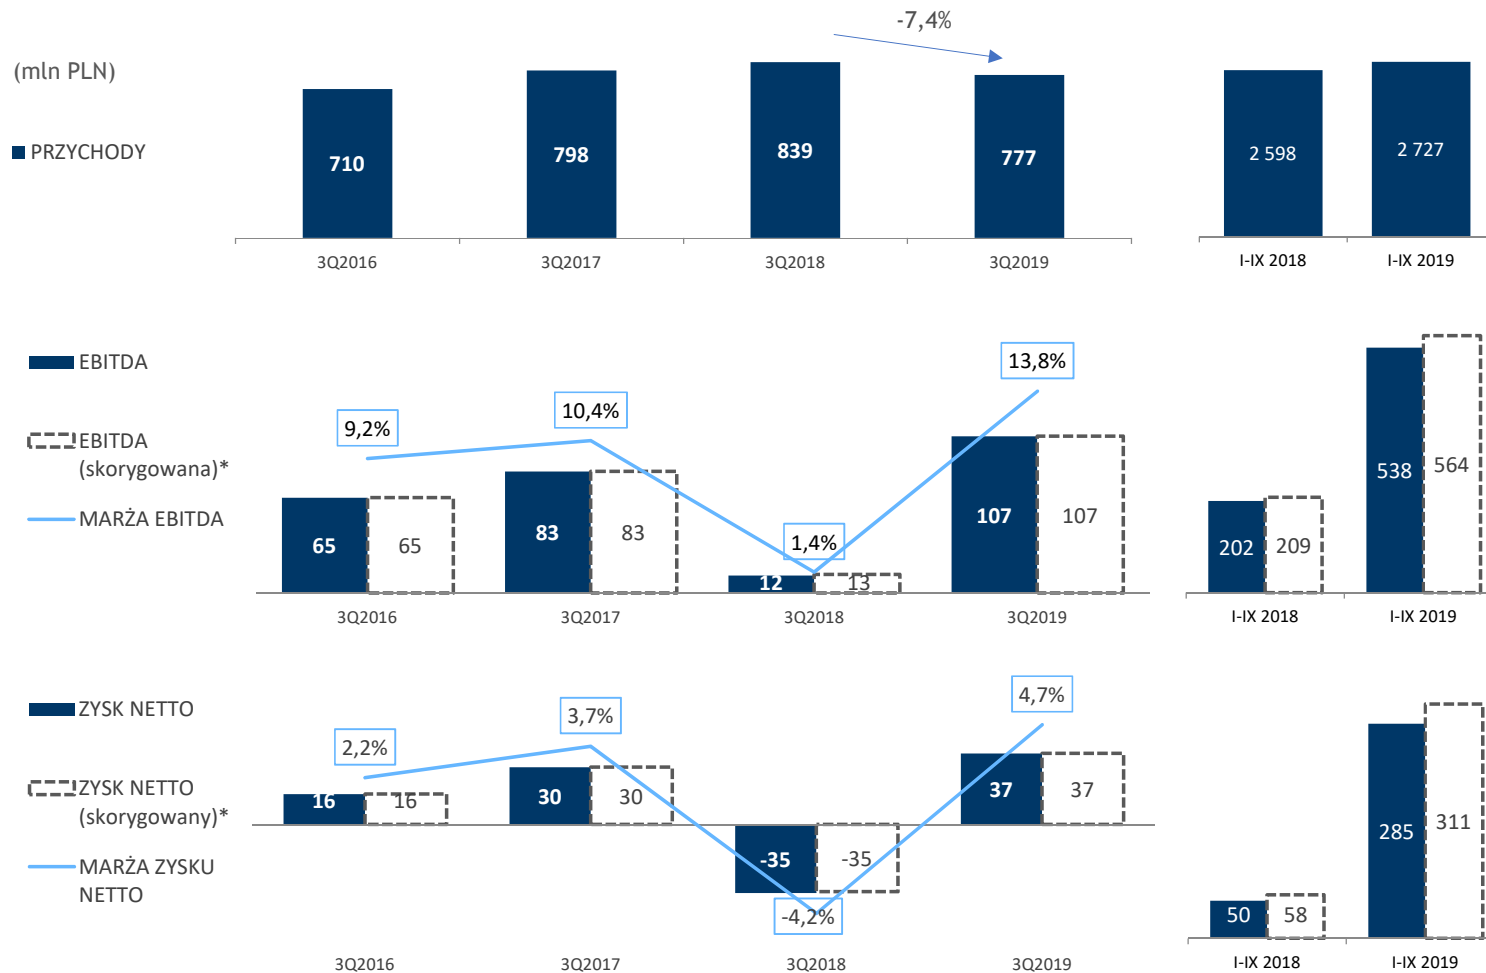 -7,4%
(mln PLN)
PRZYCHODY
710
798
839
777
2 598
2 727
3Q2016
3Q2017
3Q2018
3Q2019
I-IX 2018
I-IX 2019
EBITDA
EBITDA
(skorygowana)*
MARŻA EBITDA
9,2%
10,4%
1,4%
13,8%
65
65
83
83
12
13
107
107
202
209
538
564
3Q2016
3Q2017
3Q2018
3Q2019
I-IX 2018
I-IX 2019
ZYSK NETTO
ZYSK NETTO
(skorygowany)*
MARŻA ZYSKU
NETTO
2,2%
3,7%
-4,2%
4,7%
16
16
30
30
-35
-35
37
37
50
58
285
311
3Q2016
3Q2017
3Q2018
3Q2019
I-IX 2018
I-IX 2019